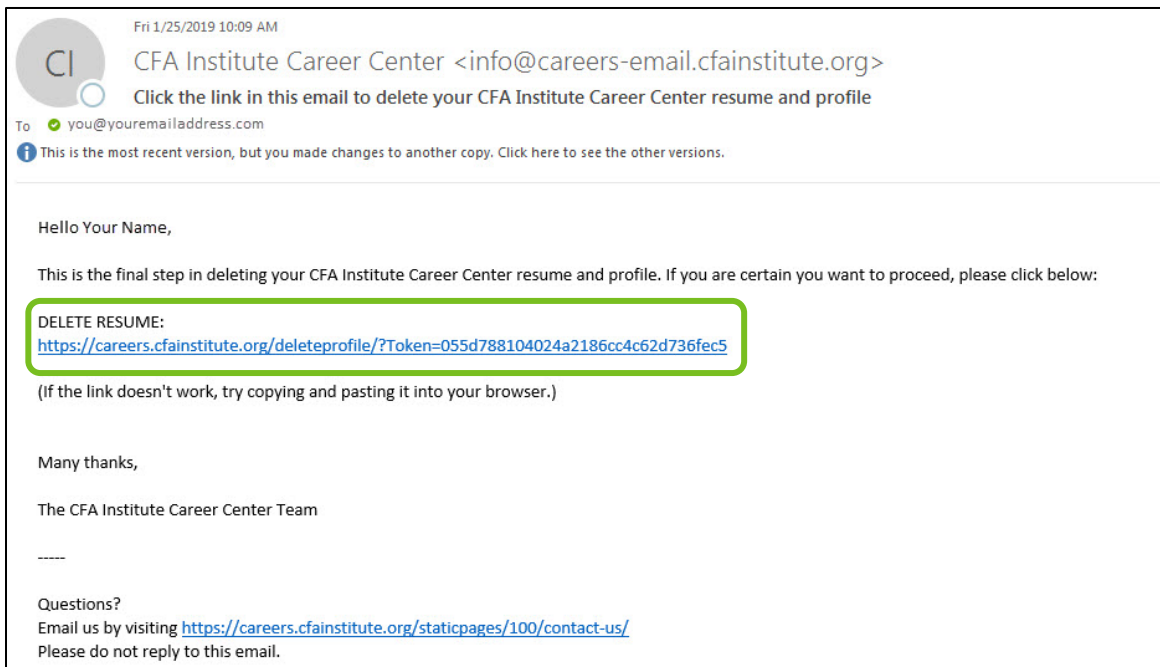 Fri 1/25/2019 10:09 AM
CI
CFA Institute Career Center <info@careers-email.cfainstitute.org>
Click the link in this email to delete your CFA Institute Career Center resume and profile
To you@youremailaddress.com
i This is the most recent version, but you made changes to another copy. Click here to see the other versions.
Hello Your Name,
This is the final step in deleting your CFA Institute Career Center resume and profile. If you are certain you want to proceed, please click below:
DELETE RESUME:
https://careers.cfainstitute.org/deleteprofile/?Token=055d788104024a2186cc4c62d736fec5
(If the link doesn't work, try copying and pasting it into your browser.)
Many thanks,
The CFA Institute Career Center Team
-----
Questions?
Email us by visiting https://careers.cfainstitute.org/staticpages/100/contact-us/
Please do not reply to this email.